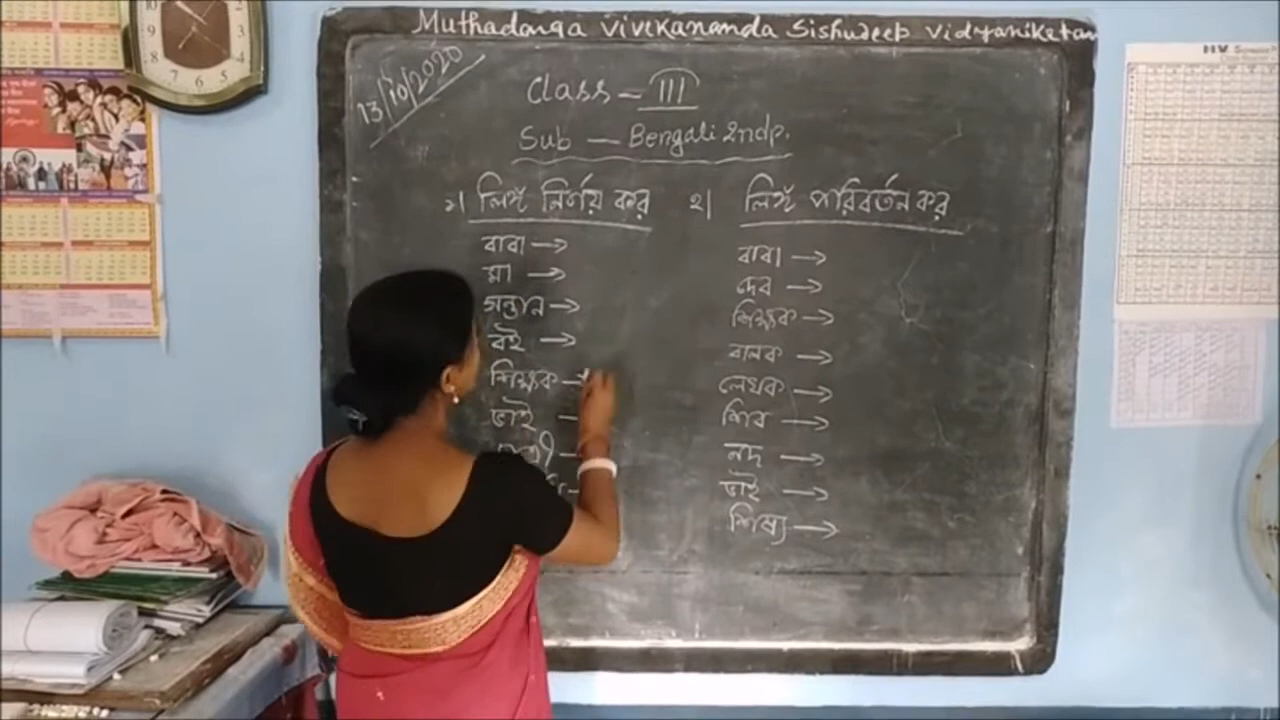 Muthadanga Vivekananda Sishudeep Vidyaniketan
13/10/2020
Class - III
Sub - Bengali 2nd p.
১। লিঙ্গ নির্ণয় কর
বাবা →
মা →
সন্তান →
বই →
শিক্ষক →
ভাই →
২। লিঙ্গ পরিবর্তন কর
বাবা →
দেব →
শিক্ষক →
বালক →
লেখক →
শিব →
নদ →
ভাই →
শিষ্য →